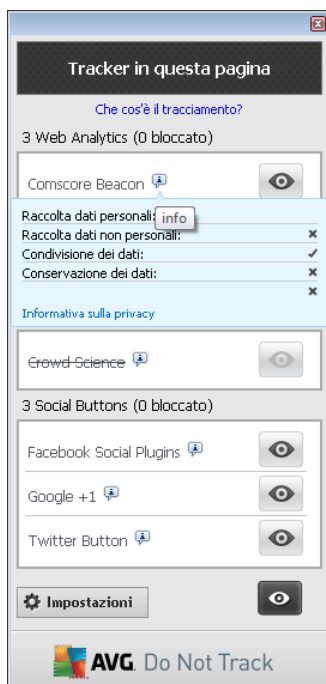 Tracker in questa pagina
Che cos'è il tracciamento?
3 Web Analytics (0 bloccato)
Comscore Beacon
Raccolta dati personali:
info
Raccolta dati non personali:
Condivisione dei dati:
Conservazione dei dati:
Informativa sulla privacy
Crowd Science
3 Social Buttons (0 bloccato)
Facebook Social Plugins
Google +1
Twitter Button
Impostazioni
AVG. Do Not Track